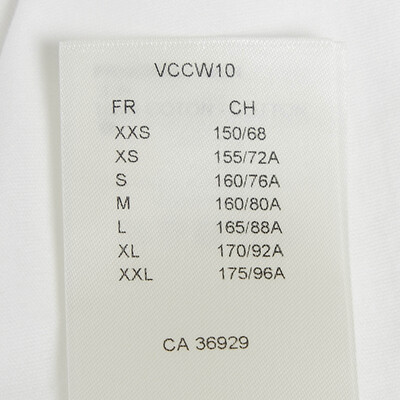 VCCW10
FR CH
XXS 150/68
XS 155/72A
S 160/76A
M 160/80A
L 165/88A
XL 170/92A
XXL 175/96A
CA 36929